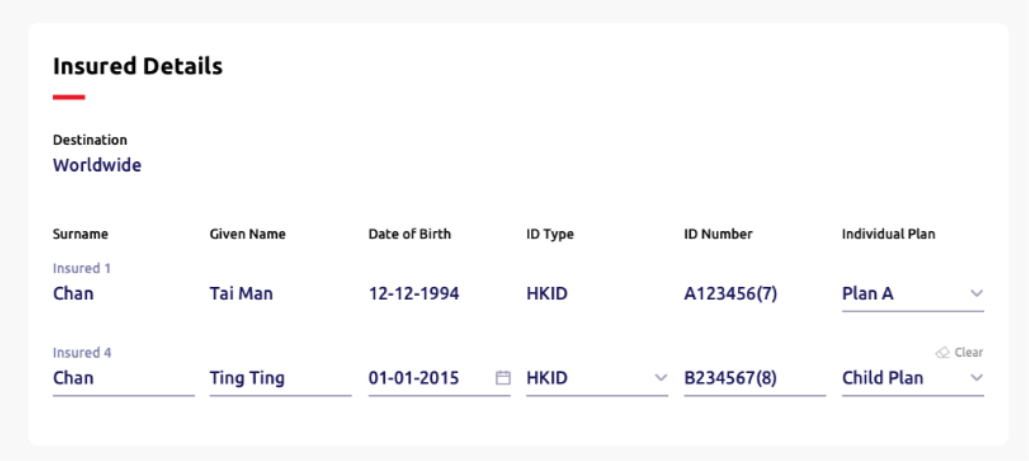 Insured Details
Destination
Worldwide
Surname Given Name Date of Birth ID Type ID Number Individual Plan
Insured 1
Chan Tai Man 12-12-1994 HKID A123456(7) Plan A
Insured 4 Clear
Chan Ting Ting 01-01-2015 HKID B234567(8) Child Plan